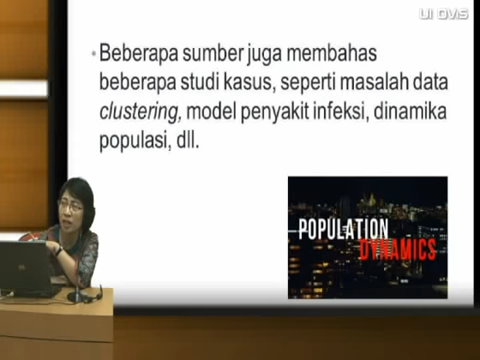 UI OViS
• Beberapa sumber juga membahas
beberapa studi kasus, seperti masalah data
clustering, model penyakit infeksi, dinamika
populasi, dll.
POPULATION
DYNAMICS